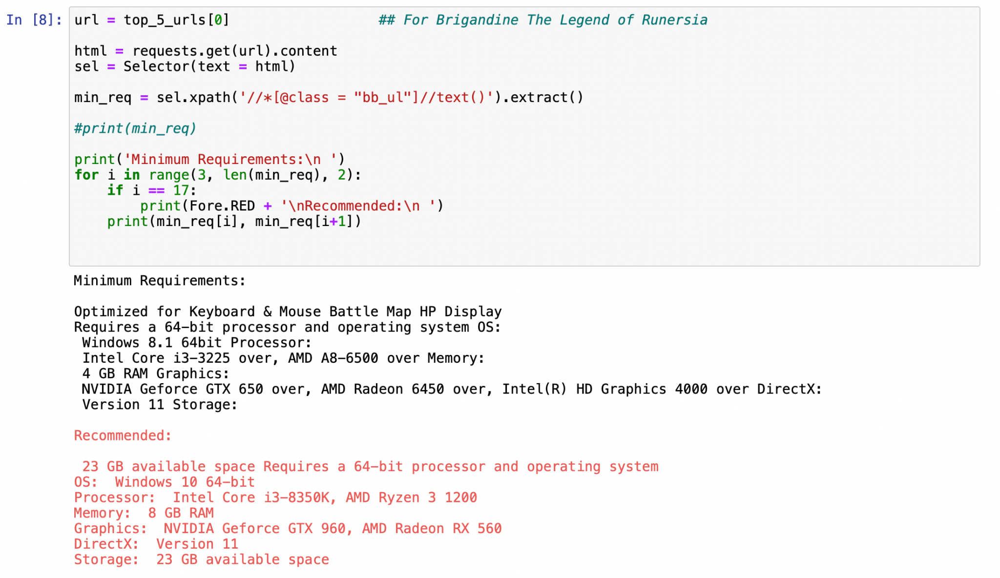 In [8]: url = top_5_urls[0]                  ## For Brigandine The Legend of Runersia
html = requests.get(url).content
sel = Selector(text = html)
min_req = sel.xpath('//*[@class = "bb_ul"]//text()').extract()
#print(min_req)
print('Minimum Requirements:\n ')
for i in range(3, len(min_req), 2):
    if i == 17:
        print(Fore.RED + '\nRecommended:\n ')
    print(min_req[i], min_req[i+1])
Minimum Requirements:
Optimized for Keyboard & Mouse Battle Map HP Display
Requires a 64-bit processor and operating system OS:
 Windows 8.1 64bit Processor:
 Intel Core i3-3225 over, AMD A8-6500 over Memory:
 4 GB RAM Graphics:
 NVIDIA Geforce GTX 650 over, AMD Radeon 6450 over, Intel(R) HD Graphics 4000 over DirectX:
 Version 11 Storage:
Recommended:
 23 GB available space Requires a 64-bit processor and operating system
OS:  Windows 10 64-bit
Processor:  Intel Core i3-8350K, AMD Ryzen 3 1200
Memory:  8 GB RAM
Graphics:  NVIDIA Geforce GTX 960, AMD Radeon RX 560
DirectX:  Version 11
Storage:  23 GB available space